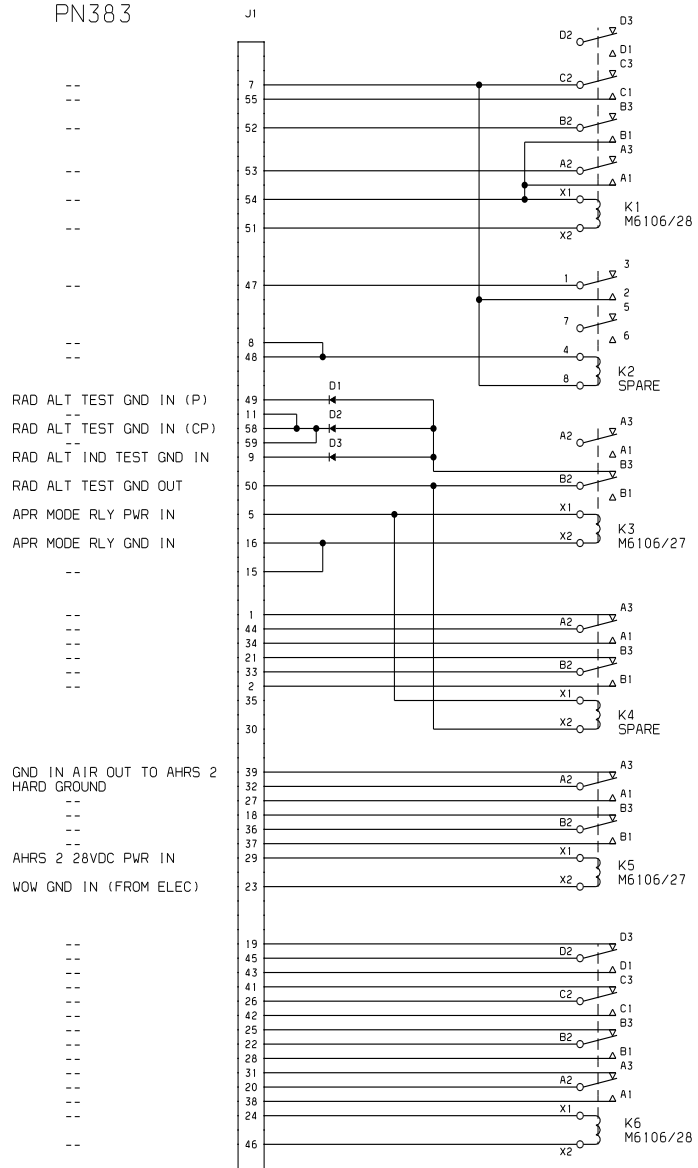 PN383 J1
D3
D2
D1
C3
-- 7 C2
-- 55 C1
B3
-- 52 B2
B1
A3
-- 53 A2
A1
-- 54 X1
K1
M6106/28
-- 51 X2
3
-- 47 1
2
5
7
6
-- 8
-- 48 4
K2
SPARE
8
RAD ALT TEST GND IN (P) 49 D1
-- 11
RAD ALT TEST GND IN (CP) 58 D2
-- 59
RAD ALT IND TEST GND IN 9 D3
A3
A2
A1
B3
RAD ALT TEST GND OUT 50 B2
B1
APR MODE RLY PWR IN 5 X1
K3
M6106/27
APR MODE RLY GND IN 16 X2
-- 15
-- 1 A3
-- 44 A2
-- 34 A1
-- 21 B3
-- 33 B2
-- 2 B1
35 X1
K4
SPARE
30 X2
GND IN AIR OUT TO AHRS 2 39 A3
HARD GROUND 32 A2
-- 27 A1
-- 18 B3
-- 36 B2
-- 37 B1
AHRS 2 28VDC PWR IN 29 X1
K5
M6106/27
WOW GND IN (FROM ELEC) 23 X2
-- 19 D3
-- 45 D2
-- 43 D1
-- 41 C3
-- 26 C2
-- 42 C1
-- 25 B3
-- 22 B2
-- 28 B1
-- 31 A3
-- 20 A2
-- 38 A1
-- 24 X1
K6
M6106/28
-- 46 X2